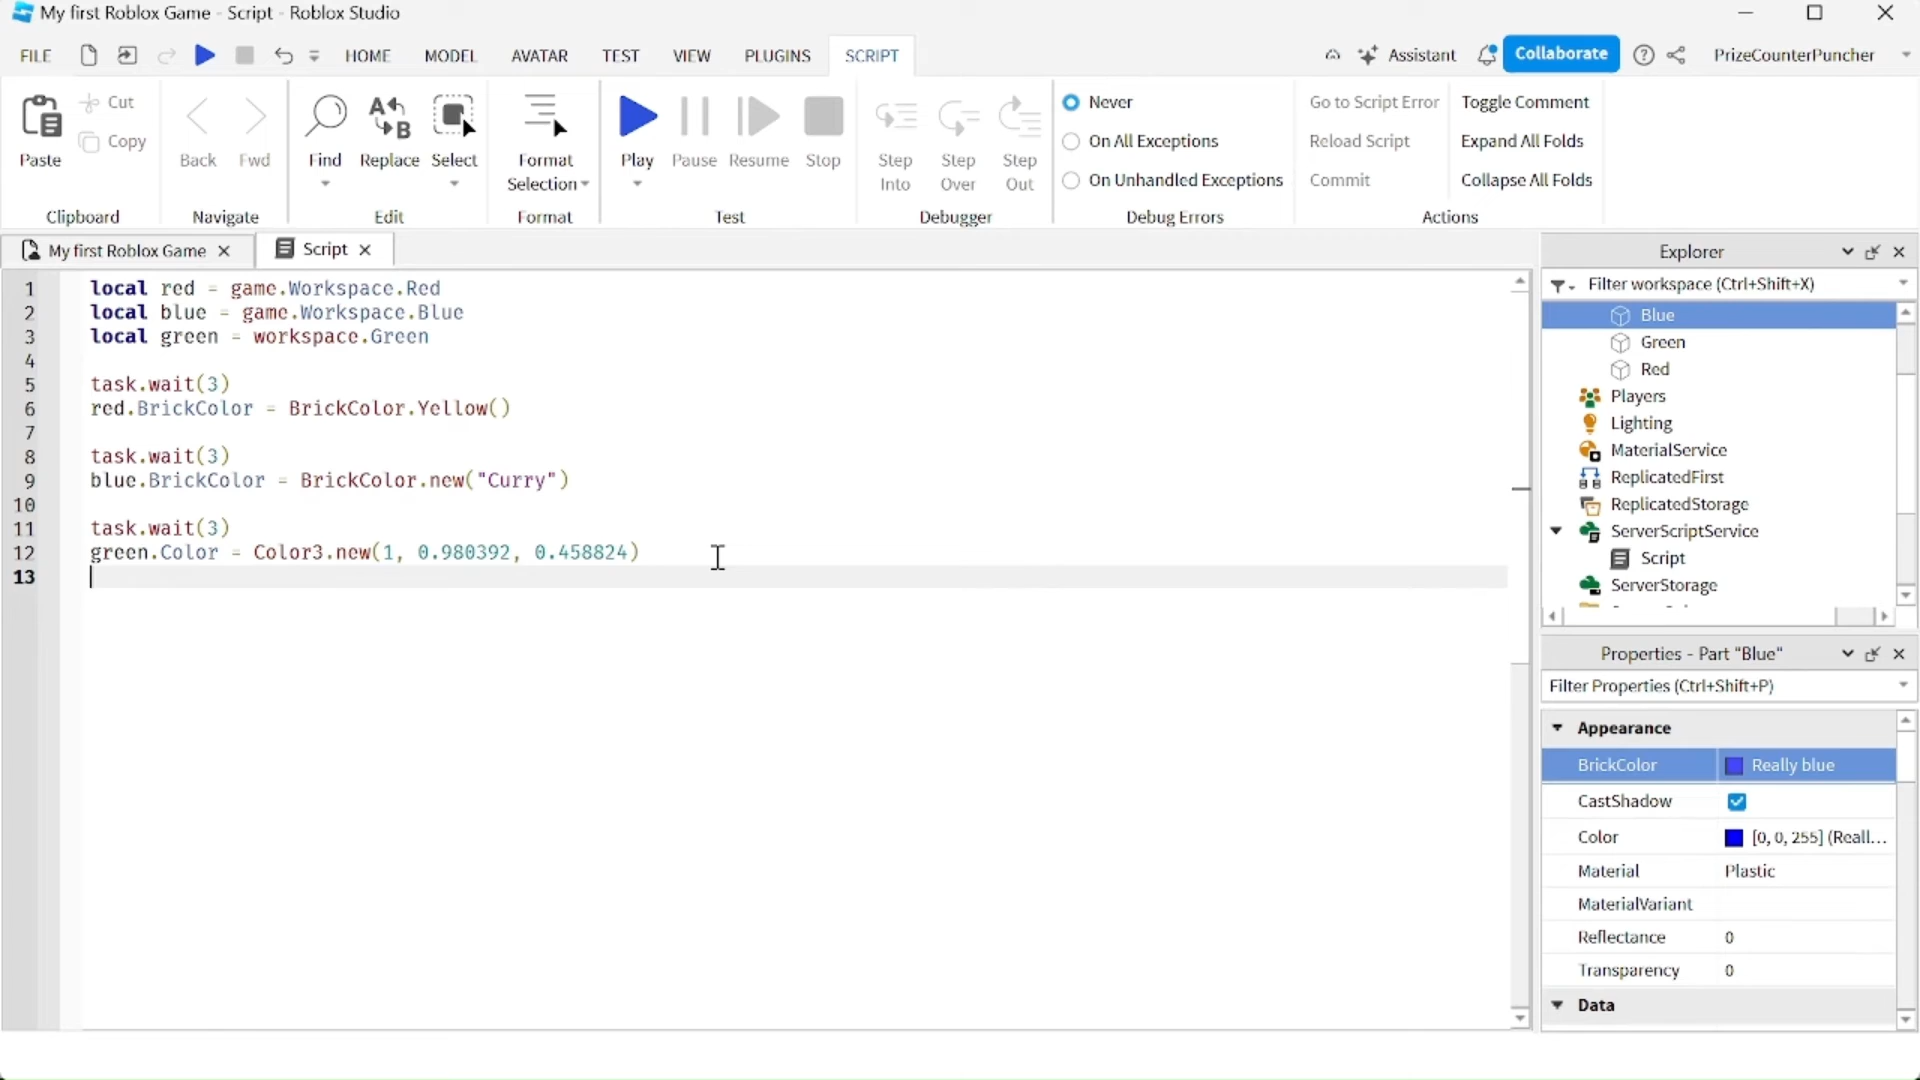 My first Roblox Game - Script - Roblox Studio
FILE HOME MODEL AVATAR TEST VIEW PLUGINS SCRIPT Assistant Collaborate PrizeCounterPuncher
Paste Cut Copy
Clipboard
Back Fwd
Navigate
Find Replace Select
Edit
Format Selection
Format
Play Pause Resume Stop
Test
Step Into Step Over Step Out
Debugger
Never
On All Exceptions
On Unhandled Exceptions
Debug Errors
Go to Script Error
Reload Script
Commit
Toggle Comment
Expand All Folds
Collapse All Folds
Actions
My first Roblox Game Script
1 local red = game.Workspace.Red
2 local blue = game.Workspace.Blue
3 local green = workspace.Green
4
5 task.wait(3)
6 red.BrickColor = BrickColor.Yellow()
7
8 task.wait(3)
9 blue.BrickColor = BrickColor.new("Curry")
10
11 task.wait(3)
12 green.Color = Color3.new(1, 0.980392, 0.458824)
13
Explorer
Filter workspace (Ctrl+Shift+X)
Blue
Green
Red
Players
Lighting
MaterialService
ReplicatedFirst
ReplicatedStorage
ServerScriptService
Script
ServerStorage
Properties - Part "Blue"
Filter Properties (Ctrl+Shift+P)
Appearance
BrickColor Really blue
CastShadow
Color [0, 0, 255] (Reall...
Material Plastic
MaterialVariant
Reflectance 0
Transparency 0
Data